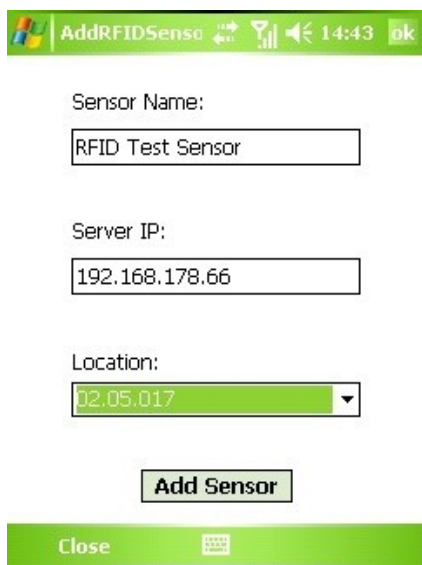 AddRFIDSenso 14:43 ok
Sensor Name:
RFID Test Sensor
Server IP:
192.168.178.66
Location:
02.05.017
Add Sensor
Close